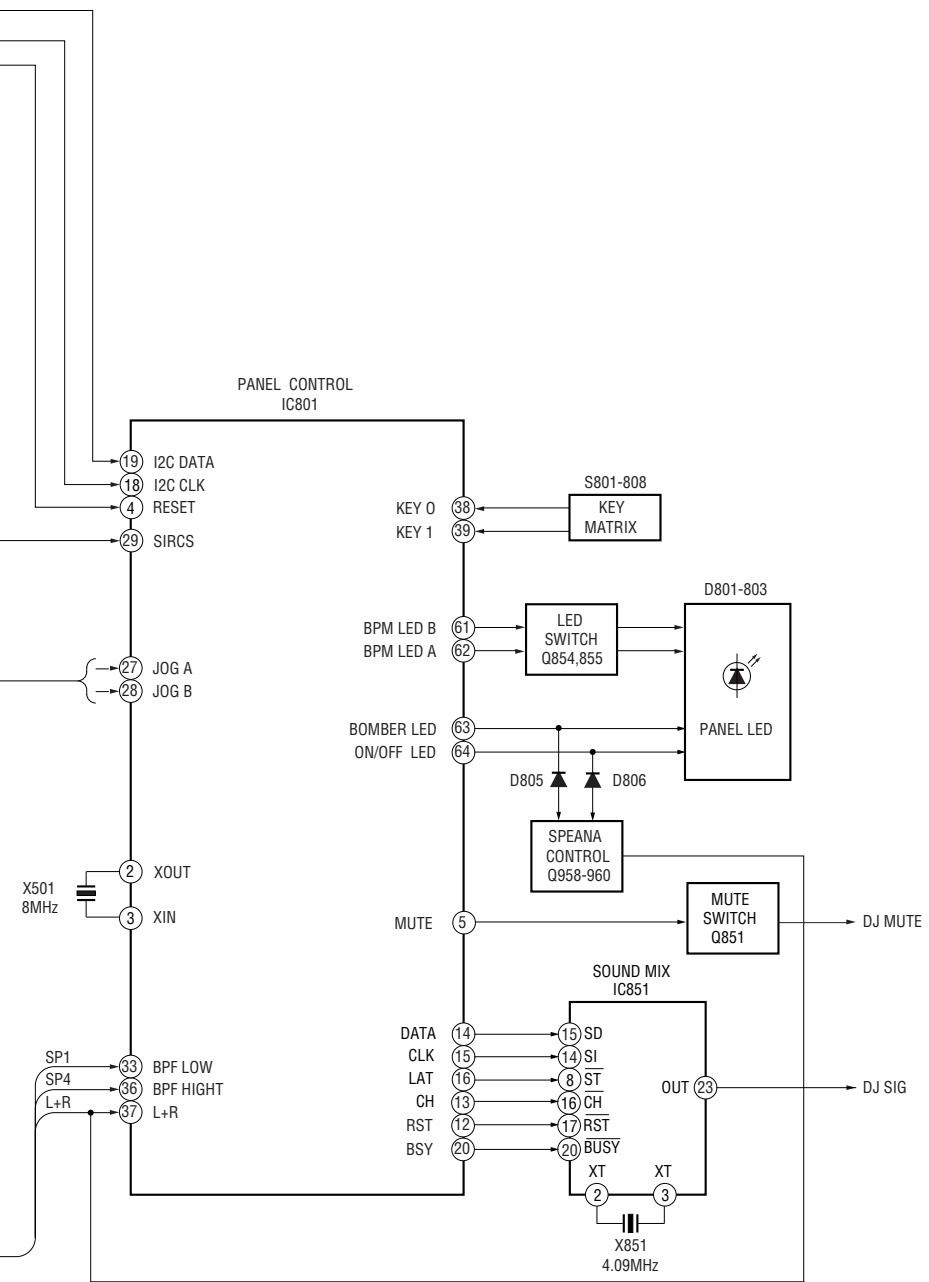 PANEL CONTROL
IC801
19 I2C DATA
18 I2C CLK
4 RESET
29 SIRCS
27 JOG A
28 JOG B
2 XOUT
X501
8MHz
3 XIN
SP1
33 BPF LOW
SP4
36 BPF HIGHT
L+R
37 L+R
KEY O 38
KEY 1 39
S801-808
KEY
MATRIX
BPM LED B 61
BPM LED A 62
LED
SWITCH
Q854,855
D801-803
PANEL LED
BOMBER LED 63
ON/OFF LED 64
D805
D806
SPEANA
CONTROL
Q958-960
MUTE 5
MUTE
SWITCH
Q851
DJ MUTE
SOUND MIX
IC851
DATA 14
CLK 15
LAT 16
CH 13
RST 12
BSY 20
15 SD
14 SI
8 ST
16 CH
17 RST
20 BUSY
OUT 23
DJ SIG
XT
2
XT
3
X851
4.09MHz